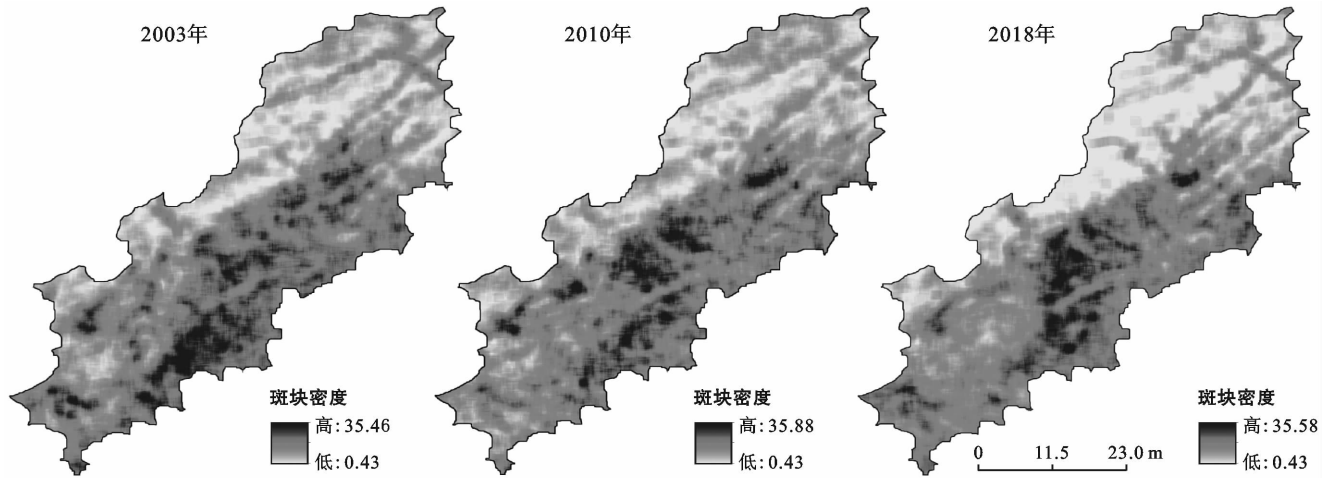 2003年
2010年
2018年
斑块密度
高:35.46
低:0.43
斑块密度
高:35.88
低:0.43
0 11.5 23.0 m
斑块密度
高:35.58
低:0.43